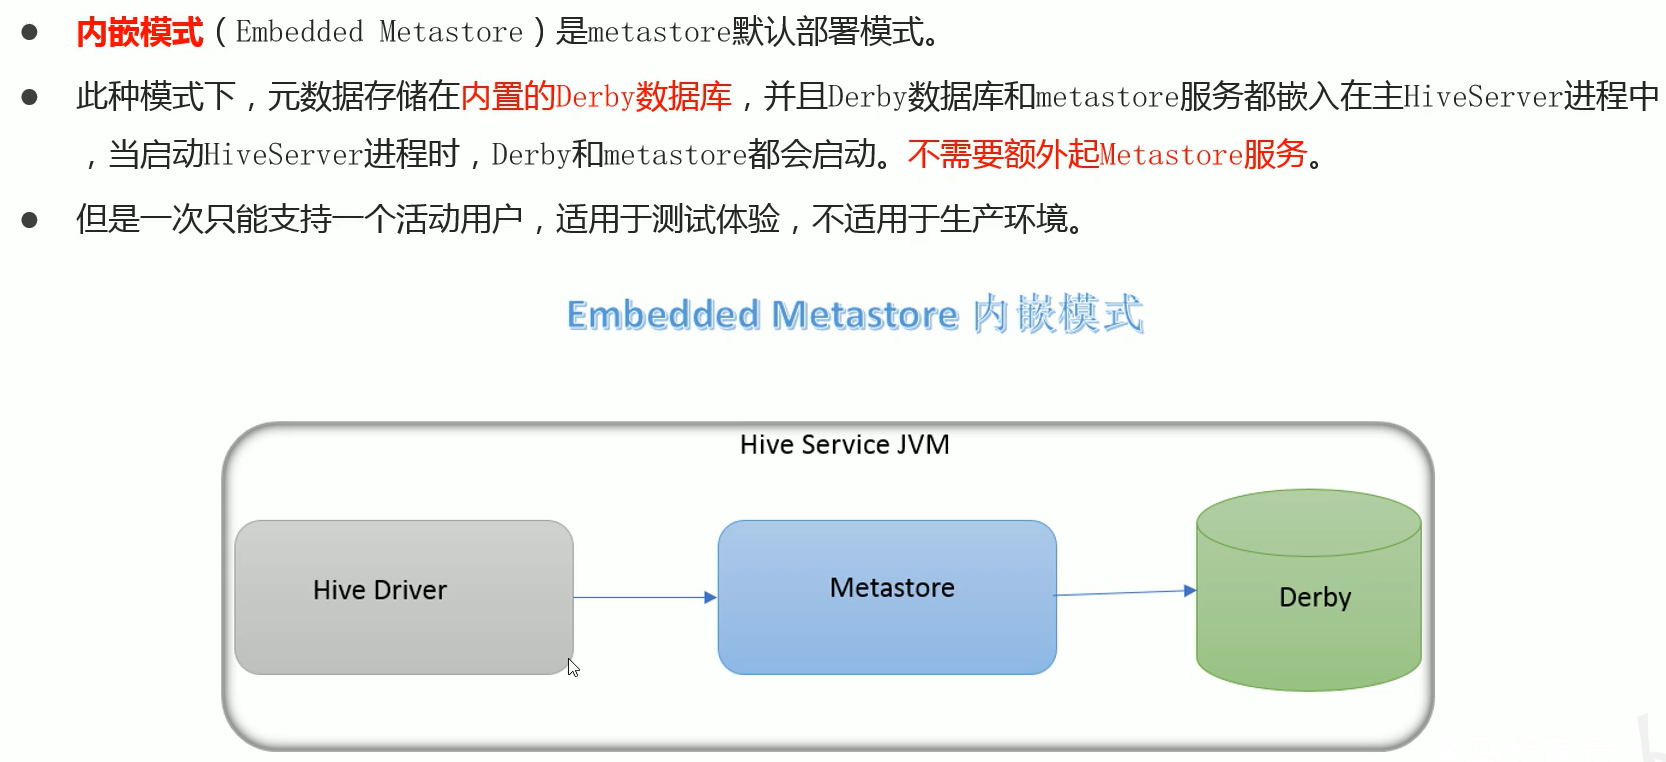 内嵌模式（Embedded Metastore）是metastore默认部署模式。
此种模式下，元数据存储在内置的Derby数据库，并且Derby数据库和metastore服务都嵌入在主HiveServer进程中
，当启动HiveServer进程时，Derby和metastore都会启动。不需要额外起Metastore服务。
但是一次只能支持一个活动用户，适用于测试体验，不适用于生产环境。
Embedded Metastore 内嵌模式
Hive Service JVM
Hive Driver
Metastore
Derby